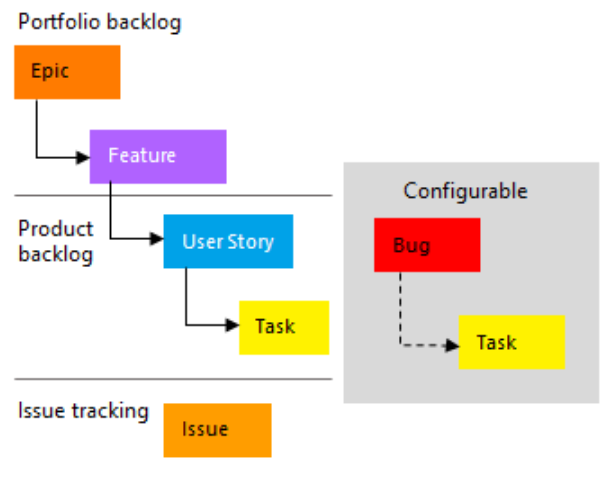 Portfolio backlog
Epic
Feature
Product
backlog
User Story
Task
Issue tracking
Issue
Configurable
Bug
Task